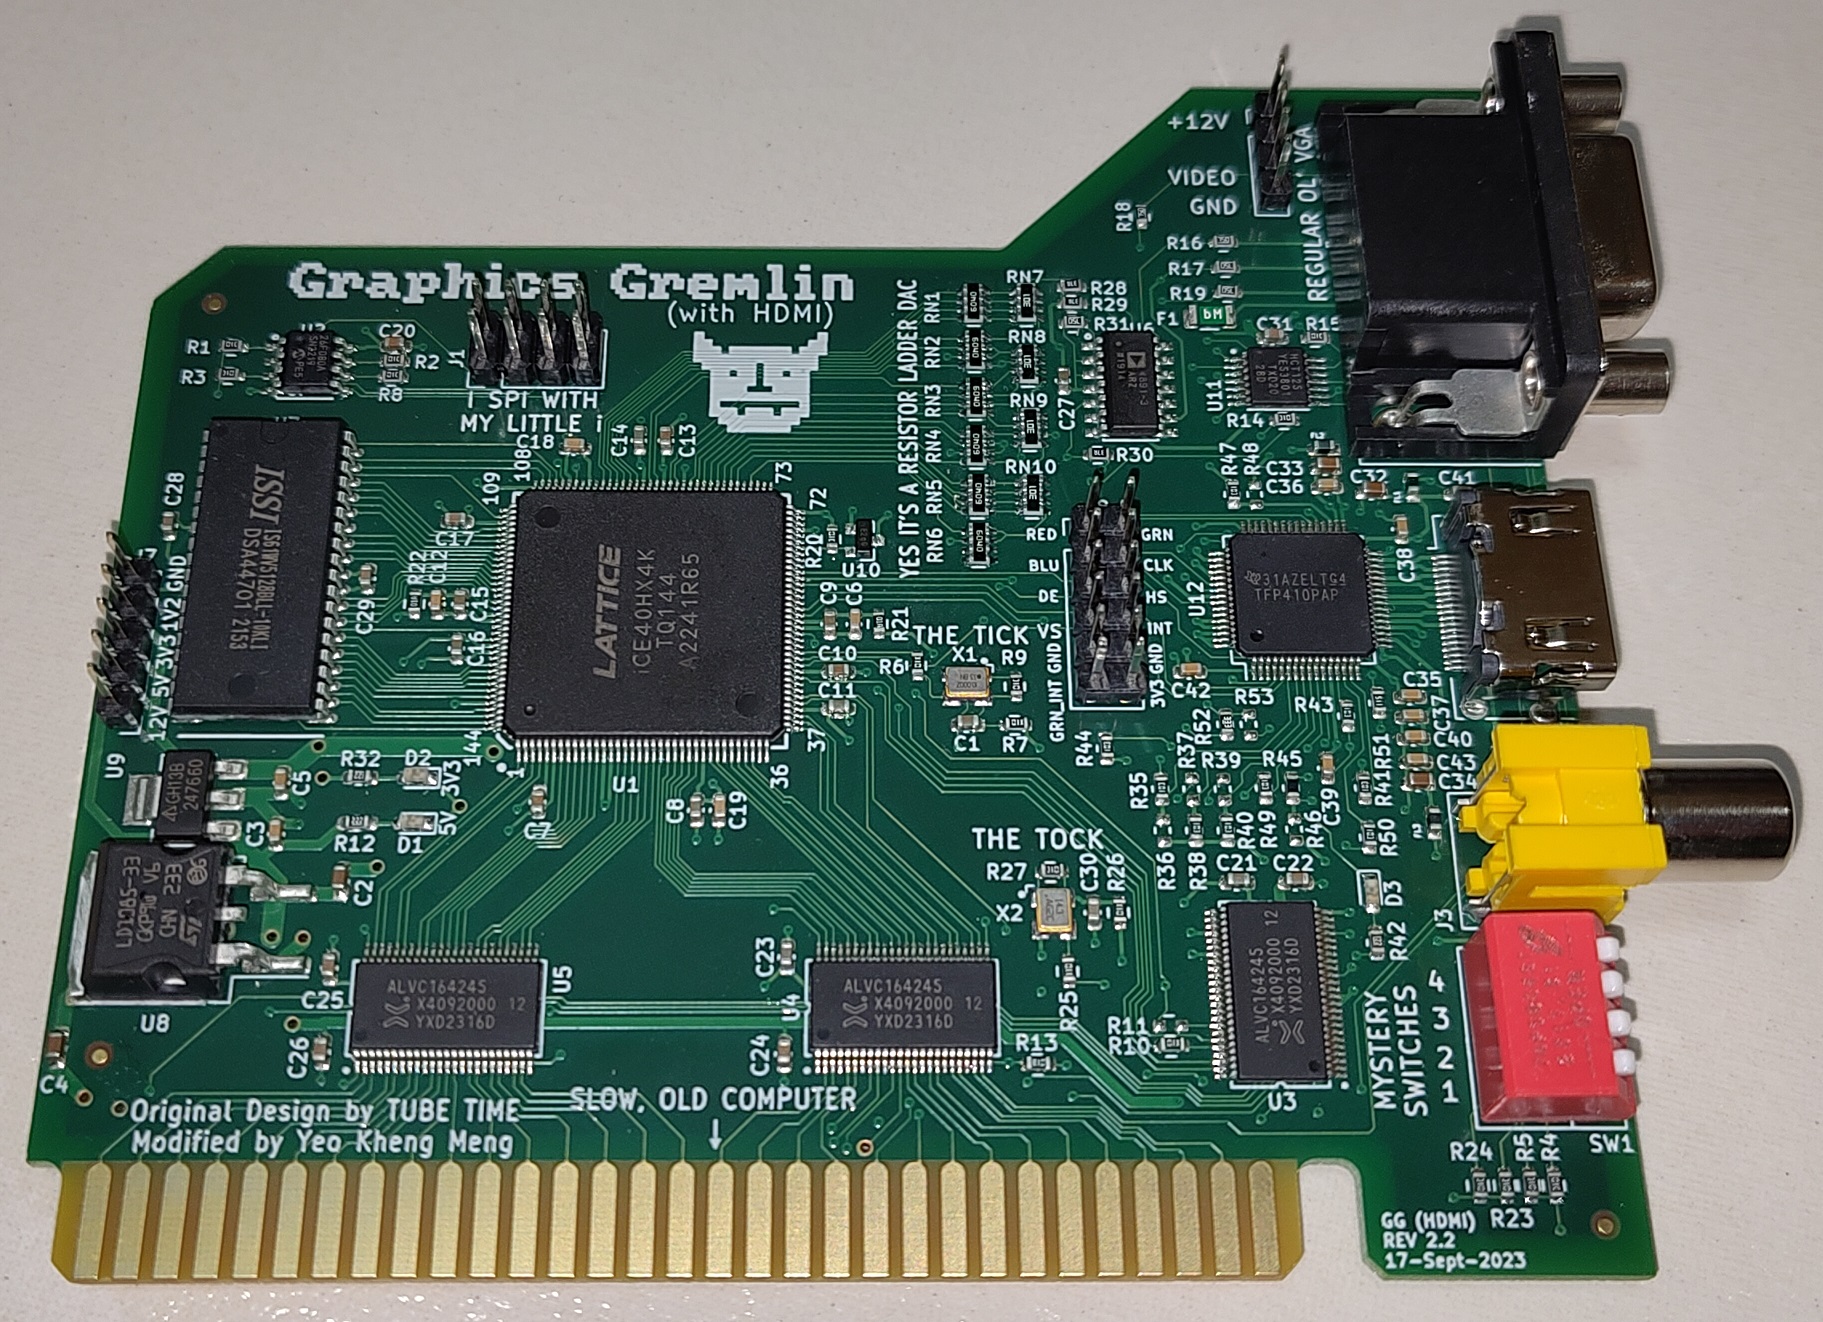 +12V
VIDEO
GND
REGULAR OL' VGA
R18
R16
R17
R19
F1
C31
R15
U11
R14
Graphics Gremlin
(with HDMI)
R1
R3
C20
R2
R8
J1
I SPI WITH
MY LITTLE i
YES IT'S A RESISTOR LADDER DAC
RN1
RN2
RN3
RN4
RN5
RN6
RN7
RN8
RN9
RN10
R28
R29
R31
C27
R30
R47
R48
C33
C36
C32
C41
C38
C18
C14
C13
109
108
73
72
C28
ISSI
DSA44701 2153
12V 5V 3V3 1V2 GND
C29
R22
C12
C17
C15
C16
LATTICE
iCE40HX4K
TQ144
A2241R65
U1
144
1
36
37
R20
U10
C9
C6
R21
C10
C11
THE TICK
X1
R6
R9
C1
R7
RED
BLU
DE
VS
GND
GRN_INT
GRN
CLK
HS
INT
GND
3V3
U12
31AZELTG4
TFP410PAP
C42
R53
R52
R43
R44
C35
C37
C40
C43
C34
R51
R41
R50
R37
R39
R45
R35
R40
R49
R46
C39
R36
R38
C21
C22
U9
C5
C3
R32
D2
3V3
R12
D1
5V
C2
C7
C8
C19
THE TOCK
R27
X2
C30
R26
R25
D3
R42
J3
U8
C4
C25
C26
ALVC164245
X4092000 12
YXD2316D
U5
C23
C24
ALVC164245
X4092000 12
YXD2316D
U4
R13
R11
R10
ALVC164245
X4092000 12
YXD2316D
U3
MYSTERY
SWITCHES
4
3
2
1
SW1
Original Design by TUBE TIME
Modified by Yeo Kheng Meng
SLOW, OLD COMPUTER
R24
R5
R4
R23
GG (HDMI)
REV 2.2
17-Sept-2023